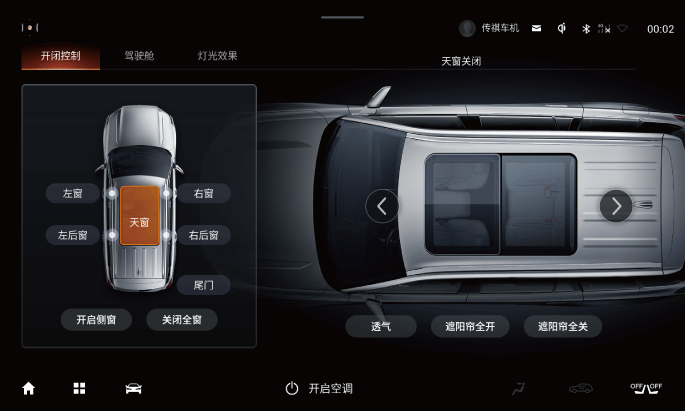 传祺车机
00:02
开闭控制 驾驶舱 灯光效果
天窗关闭
左窗 右窗
天窗
左后窗 右后窗
尾门
开启侧窗 关闭全窗
透气 遮阳帘全开 遮阳帘全关
开启空调
OFF OFF